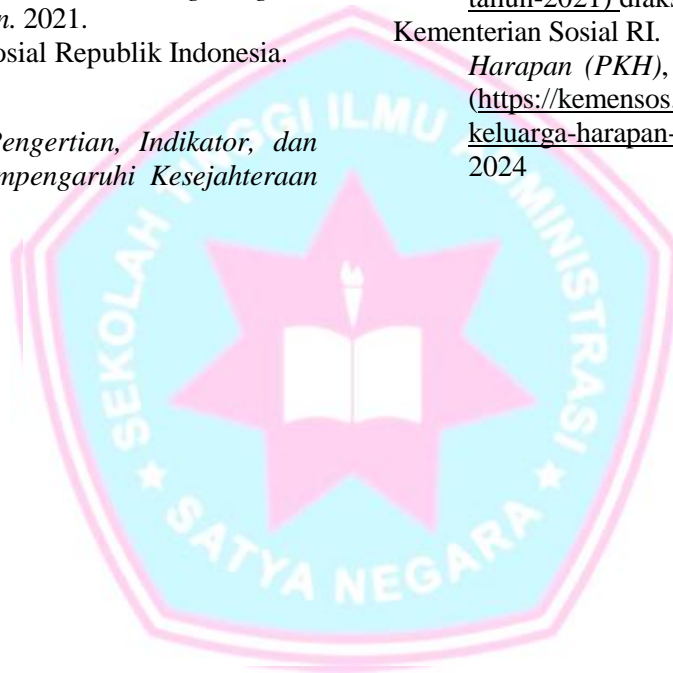 n. 2021.
osial Republik Indonesia.
Pengertian, Indikator, dan
mpengaruhi Kesejahteraan
tahun-2021) diaks
Kementerian Sosial RI.
Harapan (PKH),
(https://kemensos.
keluarga-harapan-
2024
SEKOLAH TINGGI ILMU ADMINISTRASI
SATYA NEGARA